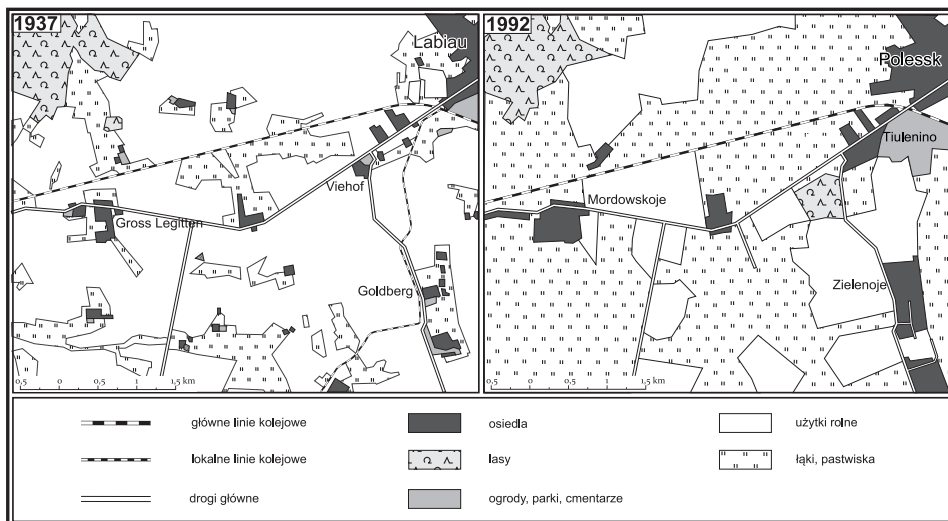 1937
Labiau
Viehof
Gross Legitten
Goldberg
0,5 0 0,5 1,5 km
1992
Polessk
Tiulenino
Mordowskoje
Zielenoje
0,5 0 0,5 1,5 km
główne linie kolejowe
osiedla
użytki rolne
lokalne linie kolejowe
lasy
łąki, pastwiska
drogi główne
ogrody, parki, cmentarze